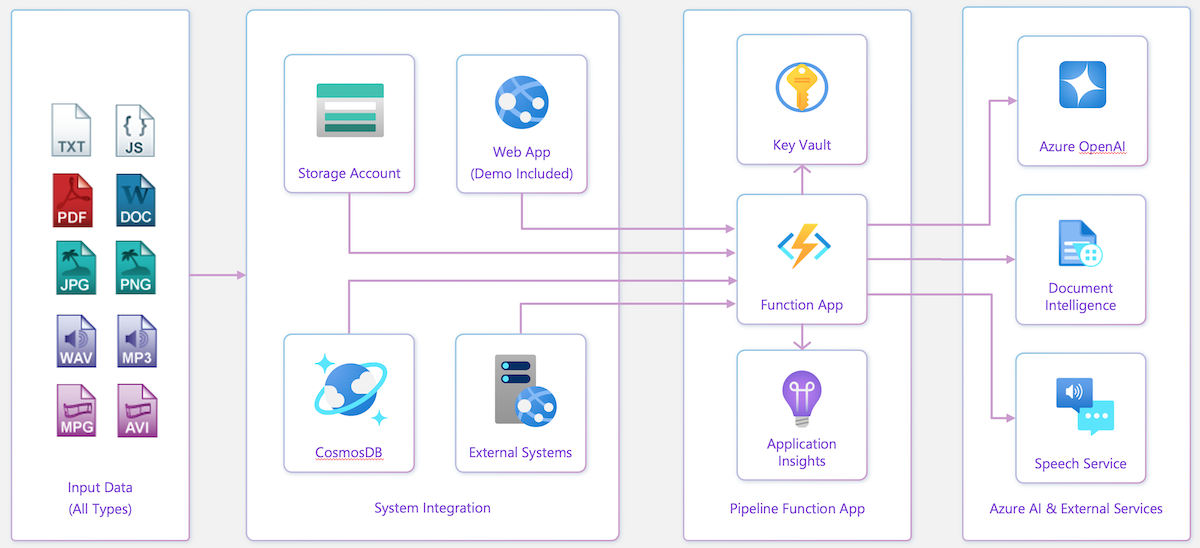 TXT
{ } JS
PDF
W DOC
JPG
PNG
WAV
MP3
MPG
AVI
Input Data
(All Types)
Storage Account
Web App
(Demo Included)
CosmosDB
External Systems
System Integration
Key Vault
Function App
Application
Insights
Pipeline Function App
Azure OpenAI
Document
Intelligence
Speech Service
Azure AI & External Services